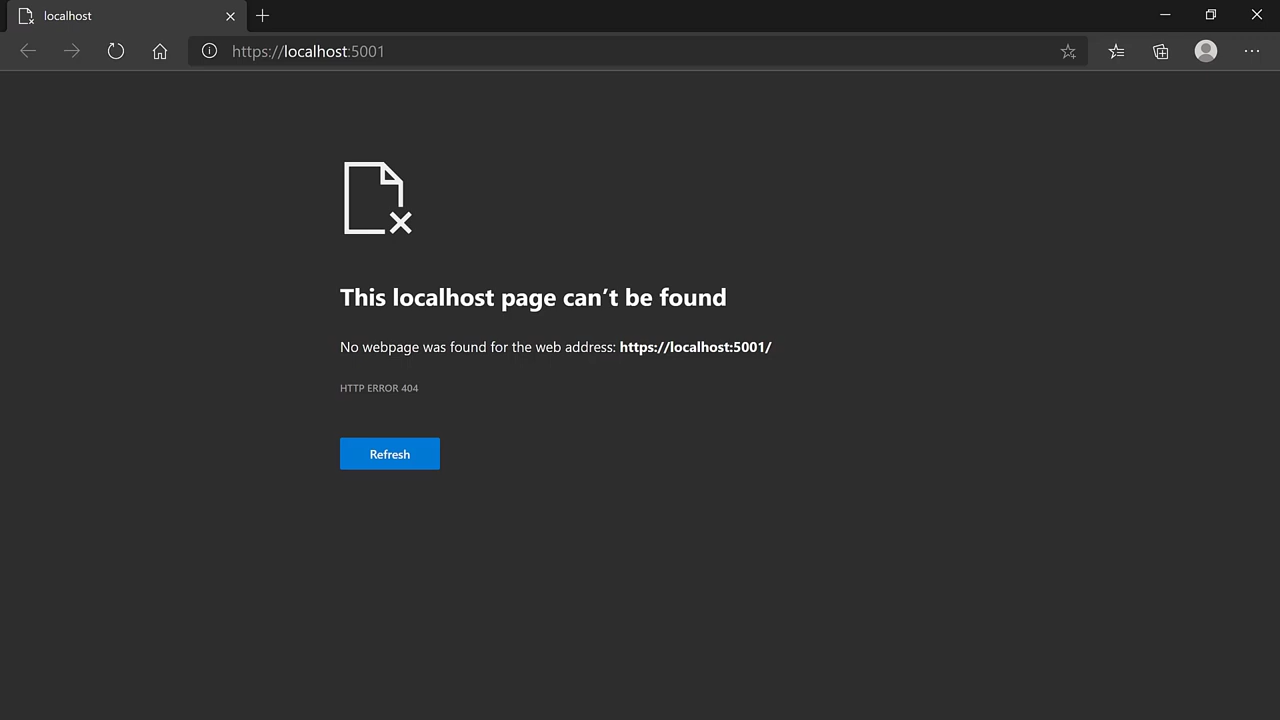 localhost
https://localhost:5001
This localhost page can’t be found
No webpage was found for the web address: https://localhost:5001/
HTTP ERROR 404
Refresh